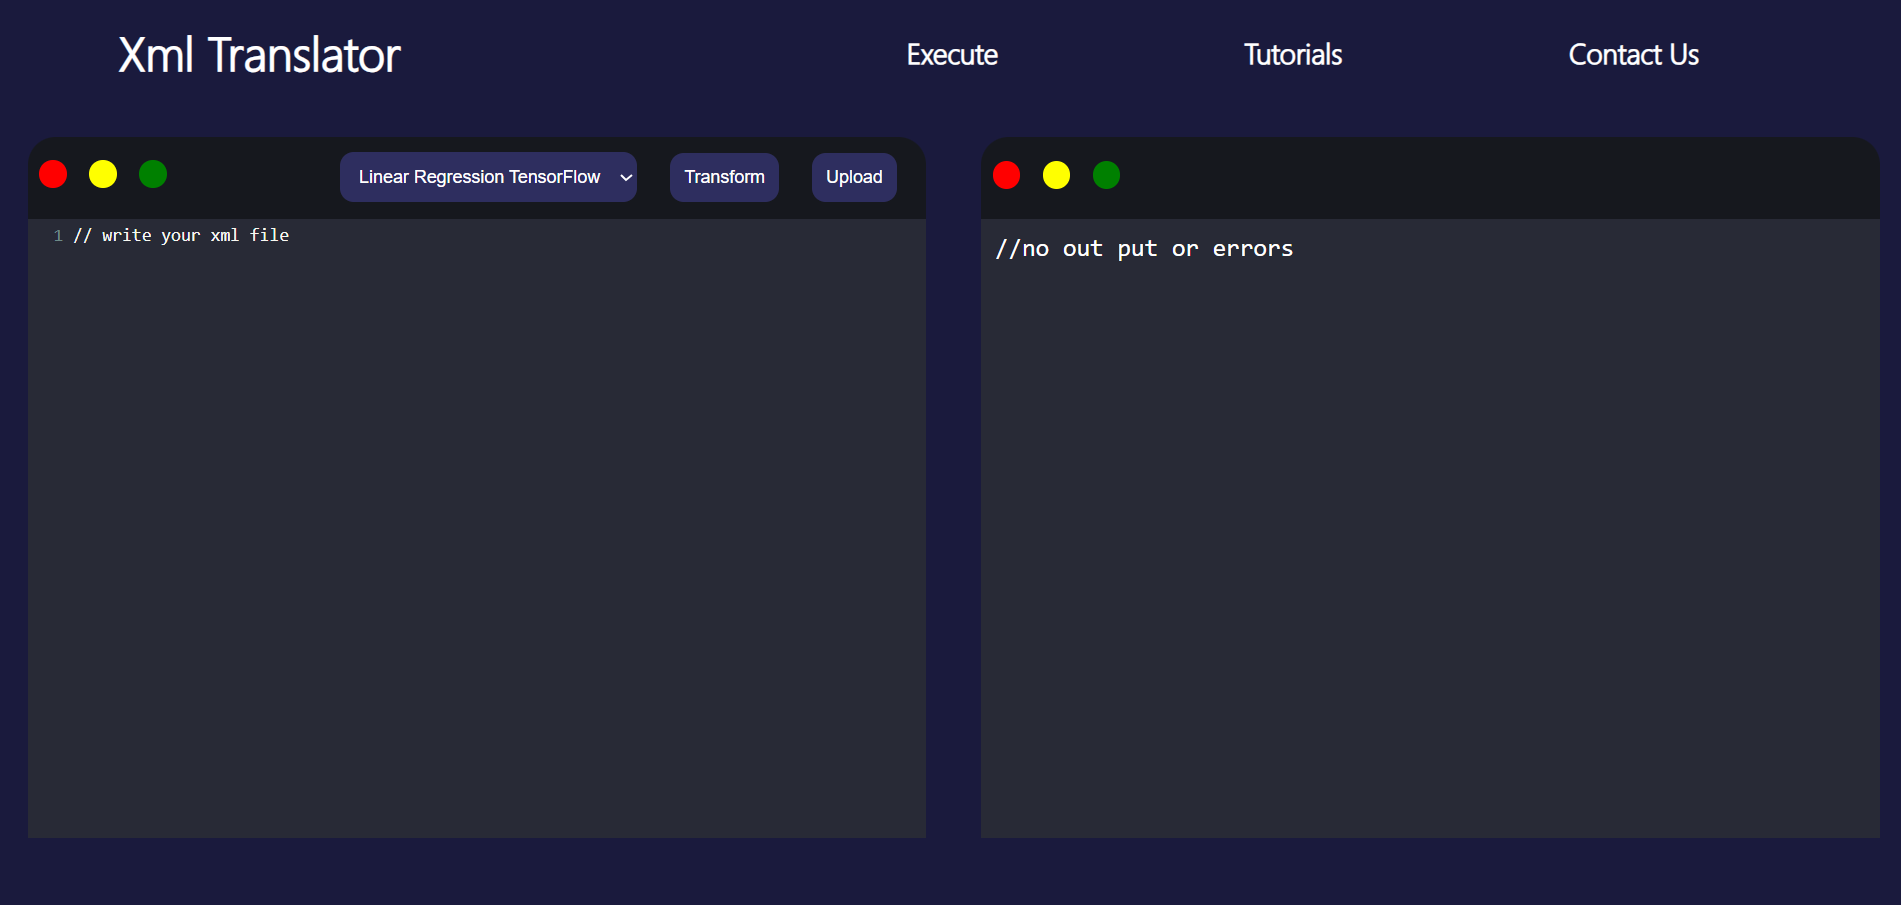 Xml Translator
Execute
Tutorials
Contact Us
Linear Regression TensorFlow
Transform
Upload
1 // write your xml file
//no out put or errors